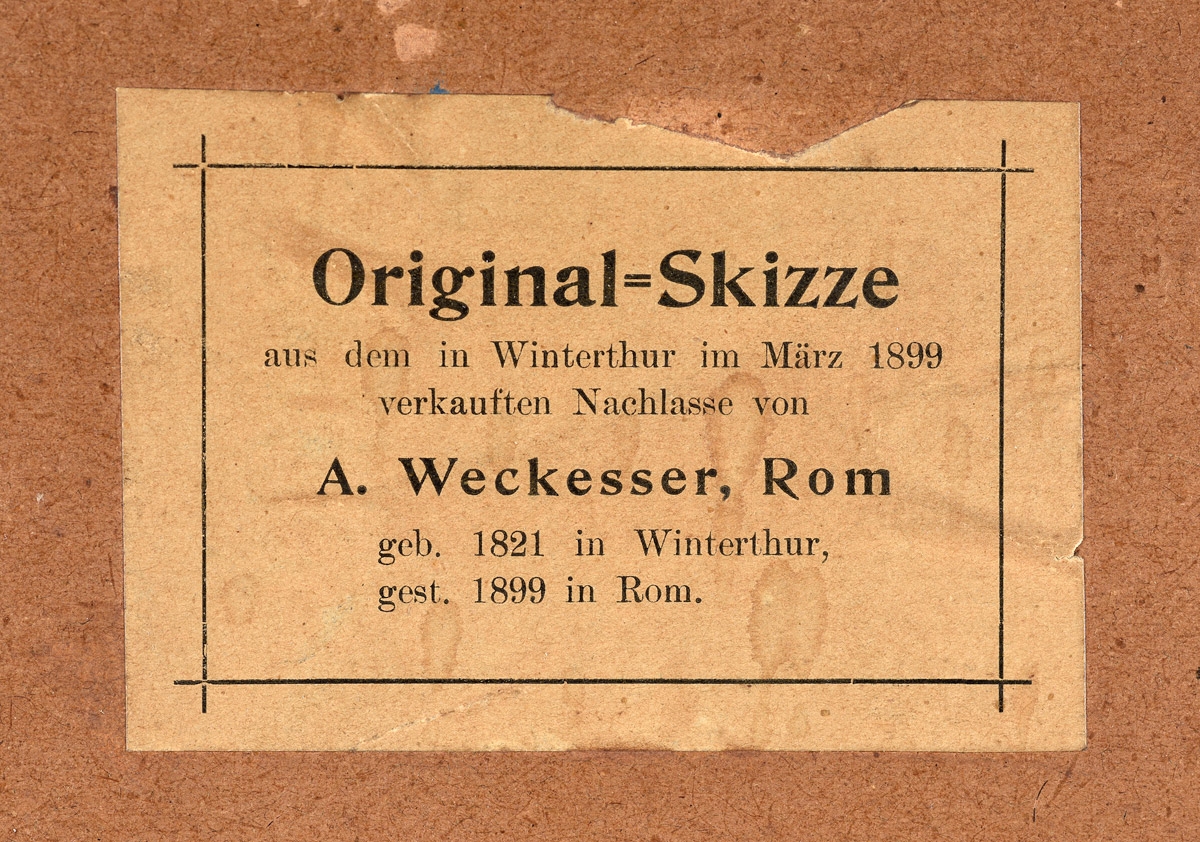 Original=Skizze
aus dem in Winterthur im März 1899
verkauften Nachlasse von
A. Weckesser, Rom
geb. 1821 in Winterthur,
gest. 1899 in Rom.